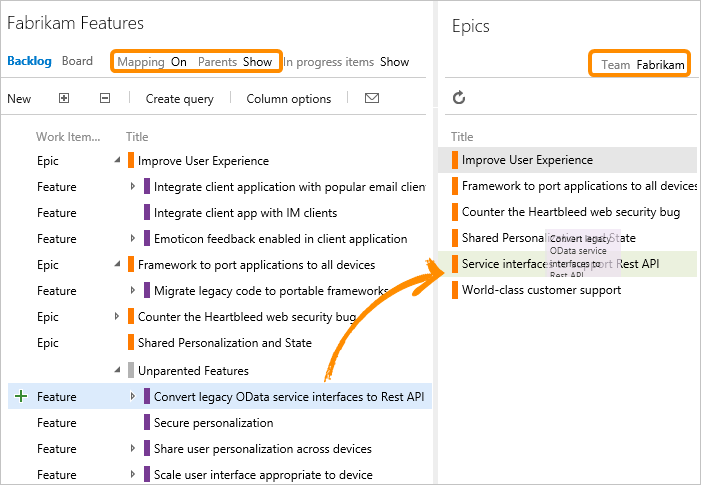 Fabrikam Features
Backlog Board Mapping On Parents Show In progress items Show
New Create query Column options
Work Item... Title
Epic Improve User Experience
Feature Integrate client application with popular email clien
Feature Integrate client app with IM clients
Feature Emoticon feedback enabled in client application
Epic Framework to port applications to all devices
Feature Migrate legacy code to portable frameworks
Epic Counter the Heartbleed web security bug
Epic Shared Personalization and State
Unparented Features
Feature Convert legacy OData service interfaces to Rest API
Feature Secure personalization
Feature Share user personalization across devices
Feature Scale user interface appropriate to device
Epics
Team Fabrikam
Title
Improve User Experience
Framework to port applications to all devices
Counter the Heartbleed web security bug
Shared Personalization and State
Service interfaces to support Rest API
World-class customer support
Convert legacy
OData service
interfaces to
Rest API